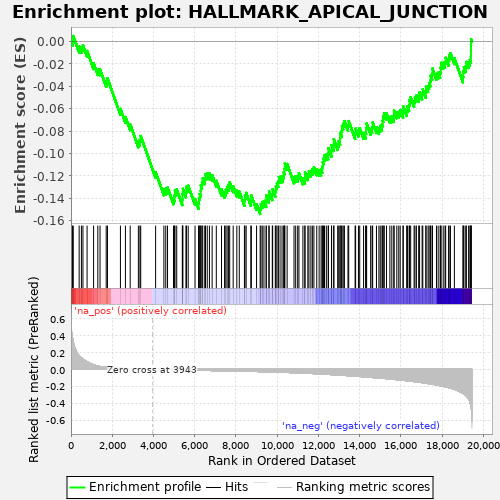 Enrichment plot: HALLMARK_APICAL_JUNCTION
Enrichment score (ES)
0.00
-0.02
-0.04
-0.06
-0.08
-0.10
-0.12
-0.14
-0.16
'na_pos' (positively correlated)
Ranked list metric (PreRanked)
0.6
0.4
0.2
0.0
-0.2
-0.4
-0.6
Zero cross at 3943
'na_neg' (negatively correlated)
0 2,000 4,000 6,000 8,000 10,000 12,000 14,000 16,000 18,000 20,000
Rank in Ordered Dataset
Enrichment profile Hits Ranking metric scores